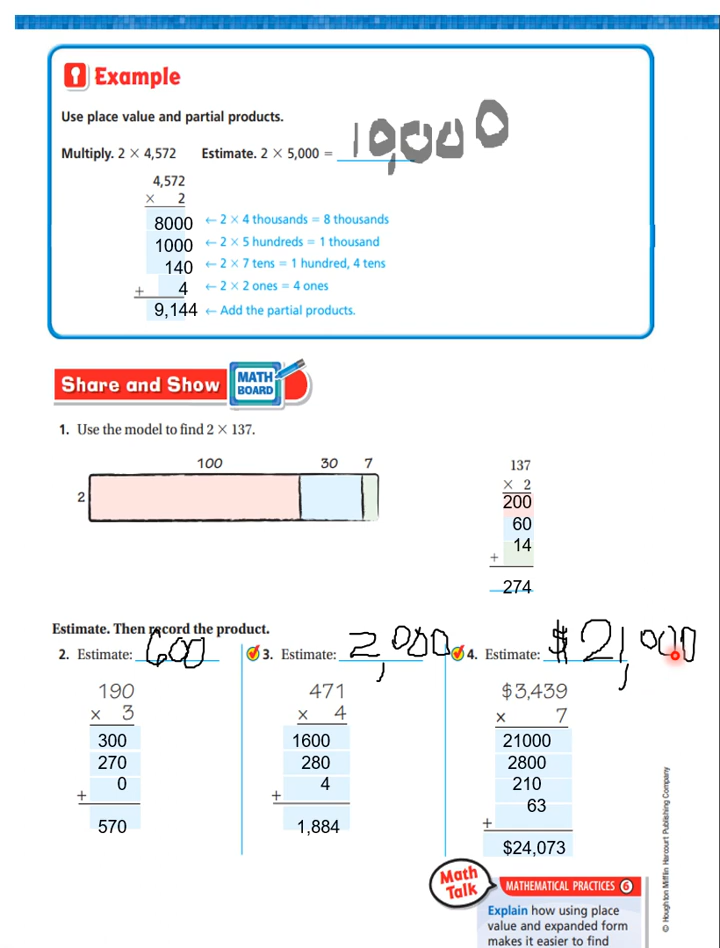 Example
Use place value and partial products.
Multiply. 2 × 4,572 Estimate. 2 × 5,000 = 10,000
4,572
× 2
8000 ← 2 × 4 thousands = 8 thousands
1000 ← 2 × 5 hundreds = 1 thousand
140 ← 2 × 7 tens = 1 hundred, 4 tens
+ 4 ← 2 × 2 ones = 4 ones
9,144 ← Add the partial products.
Share and Show MATH BOARD
1. Use the model to find 2 × 137.
100 30 7
2
137
× 2
200
60
14
+
274
Estimate. Then record the product.
2. Estimate: 600
190
× 3
300
270
0
+
570
3. Estimate: 2,000
471
× 4
1600
280
4
+
1,884
4. Estimate: $21,000
$3,439
× 7
21000
2800
210
63
+
$24,073
Math Talk
MATHEMATICAL PRACTICES 6
Explain how using place
value and expanded form
makes it easier to find
© Houghton Mifflin Harcourt Publishing Company